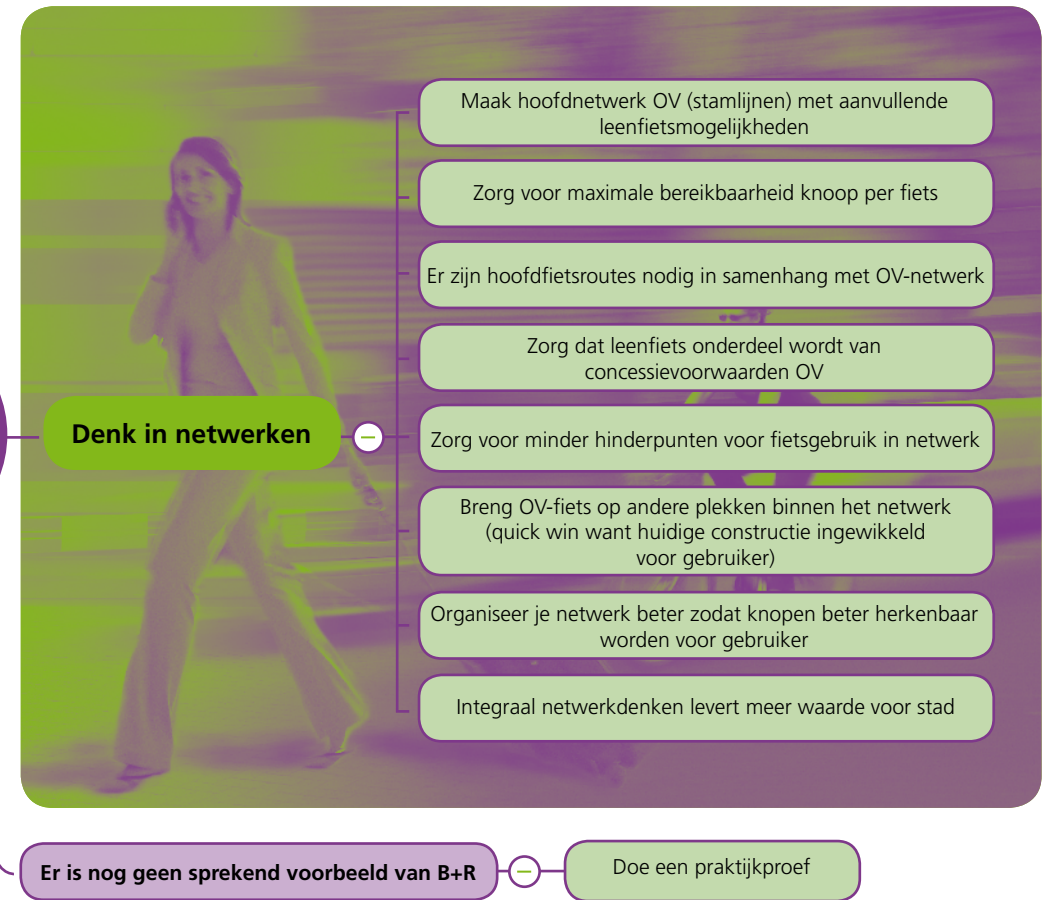 Maak hoofdnetwerk OV (stamlijnen) met aanvullende
leenfietsmogelijkheden
Zorg voor maximale bereikbaarheid knoop per fiets
Er zijn hoofdfietsroutes nodig in samenhang met OV-netwerk
Zorg dat leenfiets onderdeel wordt van
concessievoorwaarden OV
Denk in netwerken
Zorg voor minder hinderpunten voor fietsgebruik in netwerk
Breng OV-fiets op andere plekken binnen het netwerk
(quick win want huidige constructie ingewikkeld
voor gebruiker)
Organiseer je netwerk beter zodat knopen beter herkenbaar
worden voor gebruiker
Integraal netwerkdenken levert meer waarde voor stad
Er is nog geen sprekend voorbeeld van B+R
Doe een praktijkproef